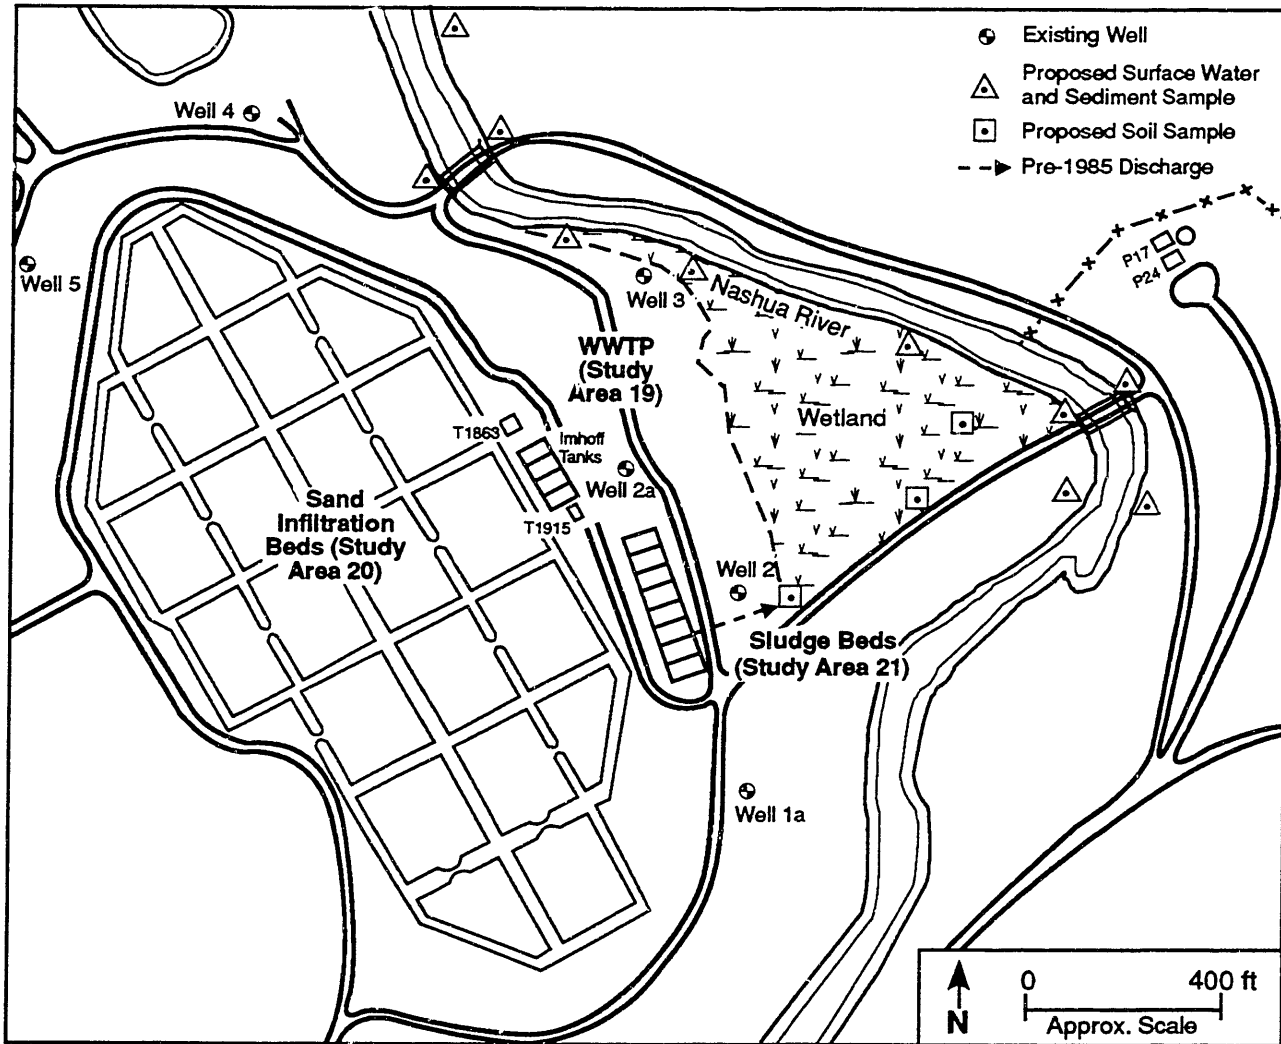 Existing Well
Proposed Surface Water
and Sediment Sample
Proposed Soil Sample
Pre-1985 Discharge
Well 4
Well 5
P17
P24
Well 3
Nashua River
WWTP
(Study
Area 19)
Wetland
T1863
Imhoff
Tanks
Well 2a
T1915
Sand
Infiltration
Beds (Study
Area 20)
Well 2
Sludge Beds
(Study Area 21)
Well 1a
N
0 400 ft
Approx. Scale